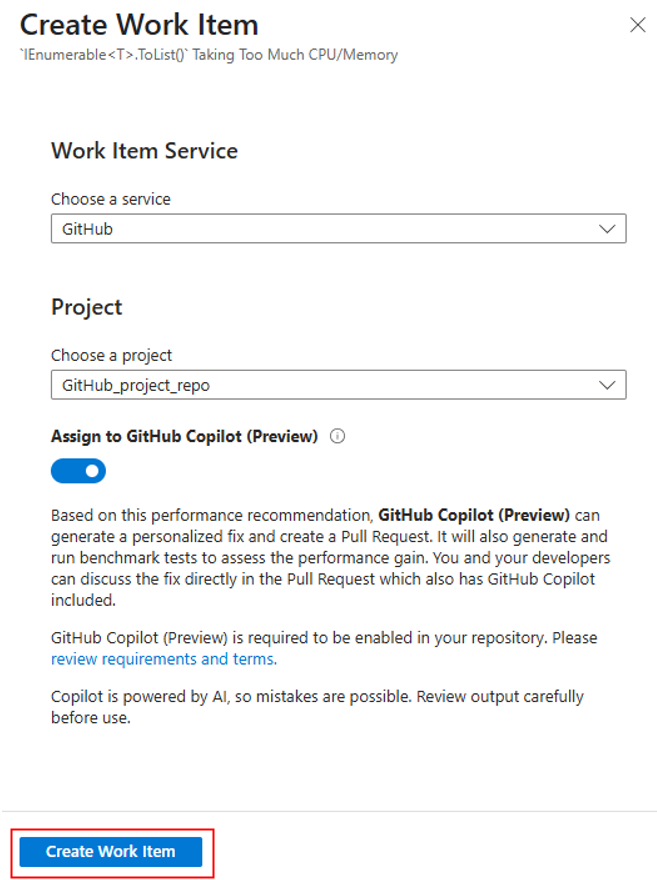 Create Work Item
`IEnumerable<T>.ToList()` Taking Too Much CPU/Memory
Work Item Service
Choose a service
GitHub
Project
Choose a project
GitHub_project_repo
Assign to GitHub Copilot (Preview)
Based on this performance recommendation, GitHub Copilot (Preview) can
generate a personalized fix and create a Pull Request. It will also generate and
run benchmark tests to assess the performance gain. You and your developers
can discuss the fix directly in the Pull Request which also has GitHub Copilot
included.
GitHub Copilot (Preview) is required to be enabled in your repository. Please
review requirements and terms.
Copilot is powered by AI, so mistakes are possible. Review output carefully
before use.
Create Work Item